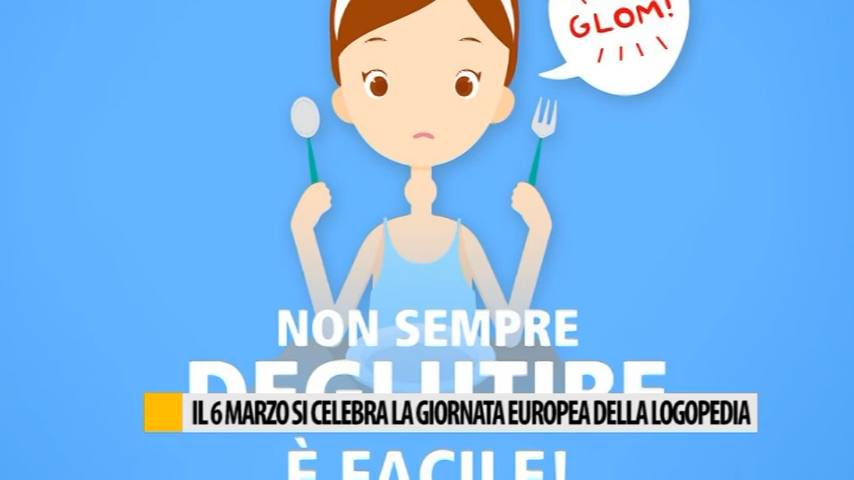 GLOM!
NON SEMPRE
DEGLUTIRE
IL 6 MARZO SI CELEBRA LA GIORNATA EUROPEA DELLA LOGOPEDIA
È FACILE!